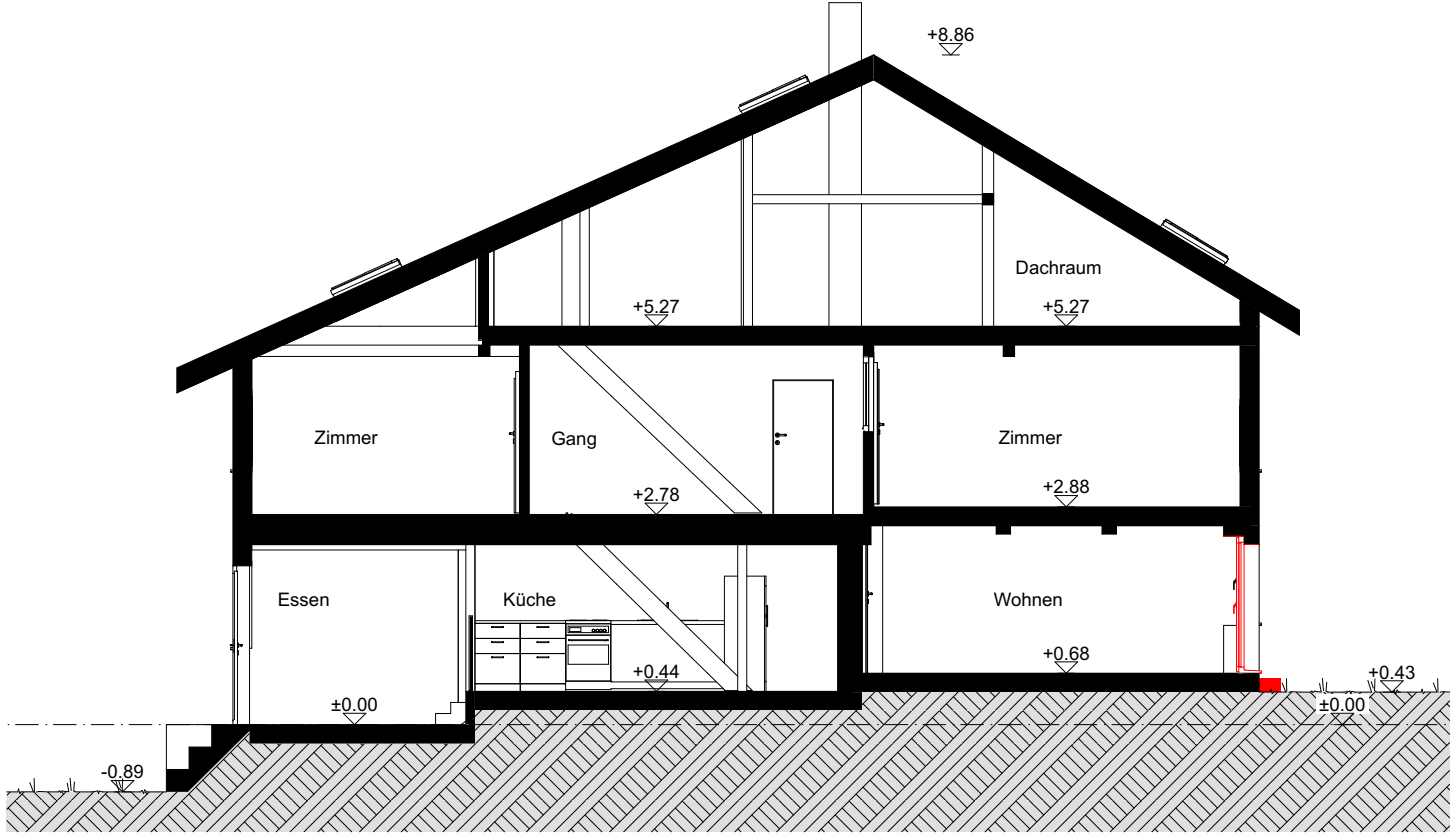 +8.86
Dachraum
+5.27
+5.27
Zimmer
Gang
Zimmer
+2.78
+2.88
Essen
Küche
Wohnen
+0.44
+0.68
+0.43
±0.00
±0.00
-0.89